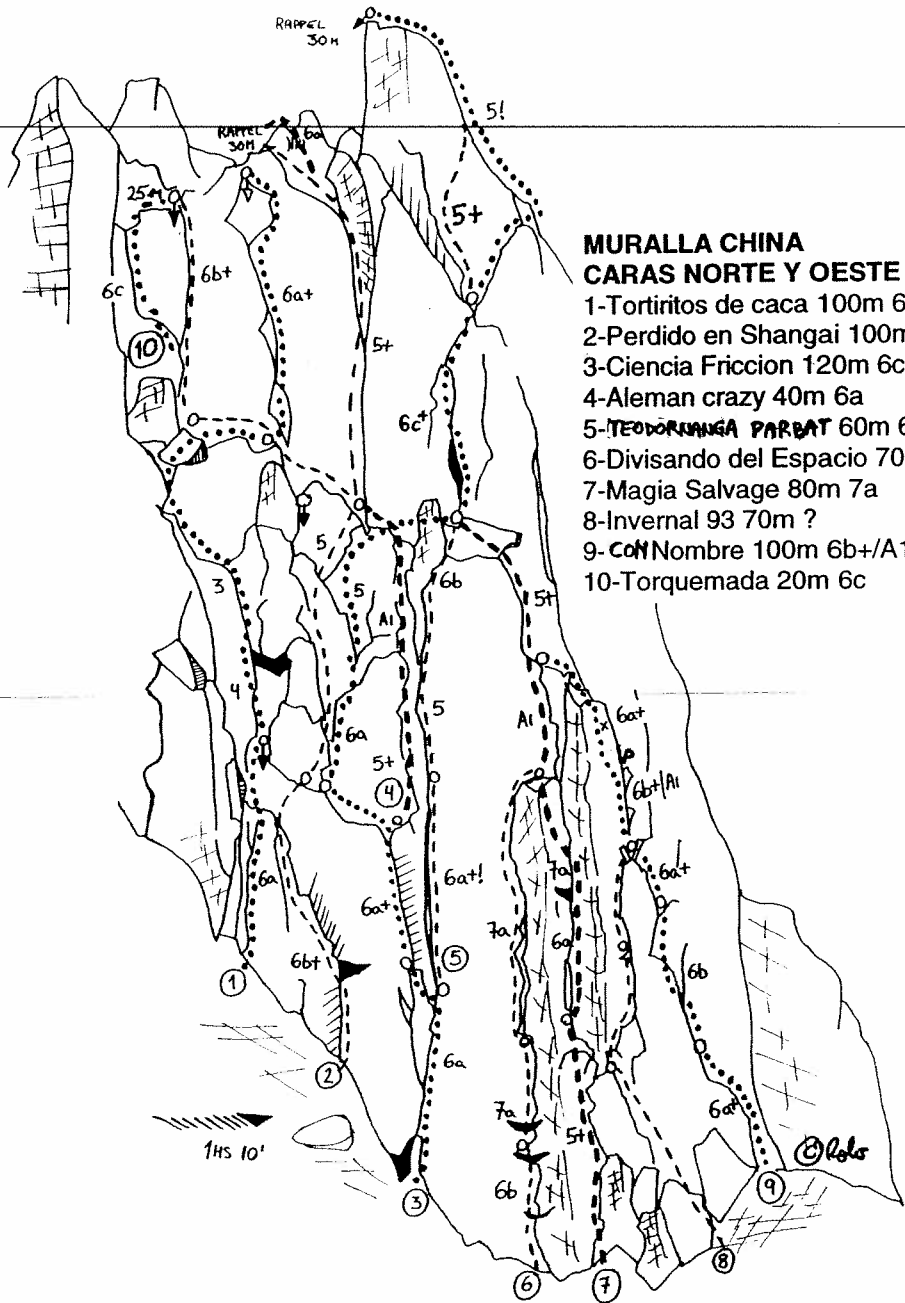 RAPPEL
30M
5!
RAPPEL
30M
6a
25M
5+
6c
6b+
6a+
10
5+
6c+
MURALLA CHINA
CARAS NORTE Y OESTE
1-Tortiritos de caca 100m 6
2-Perdido en Shangai 100m
3-Ciencia Friccion 120m 6c
4-Aleman crazy 40m 6a
5-TEODORNANGA PARBAT 60m 6
6-Divisando del Espacio 70
7-Magia Salvage 80m 7a
8-Invernal 93 70m ?
9-CON Nombre 100m 6b+/A1
10-Torquemada 20m 6c
3
5
5
A1
6b
5+
4
6a
5+
4
5
A1
6a+
6b+/A1
6a
6a+
6a+!
7a
7a
6a
6a+
6b
1
6b+
5
2
6a
7a
5+
6a+
1HS 10'
3
6b
© Rolo
9
6
7
8